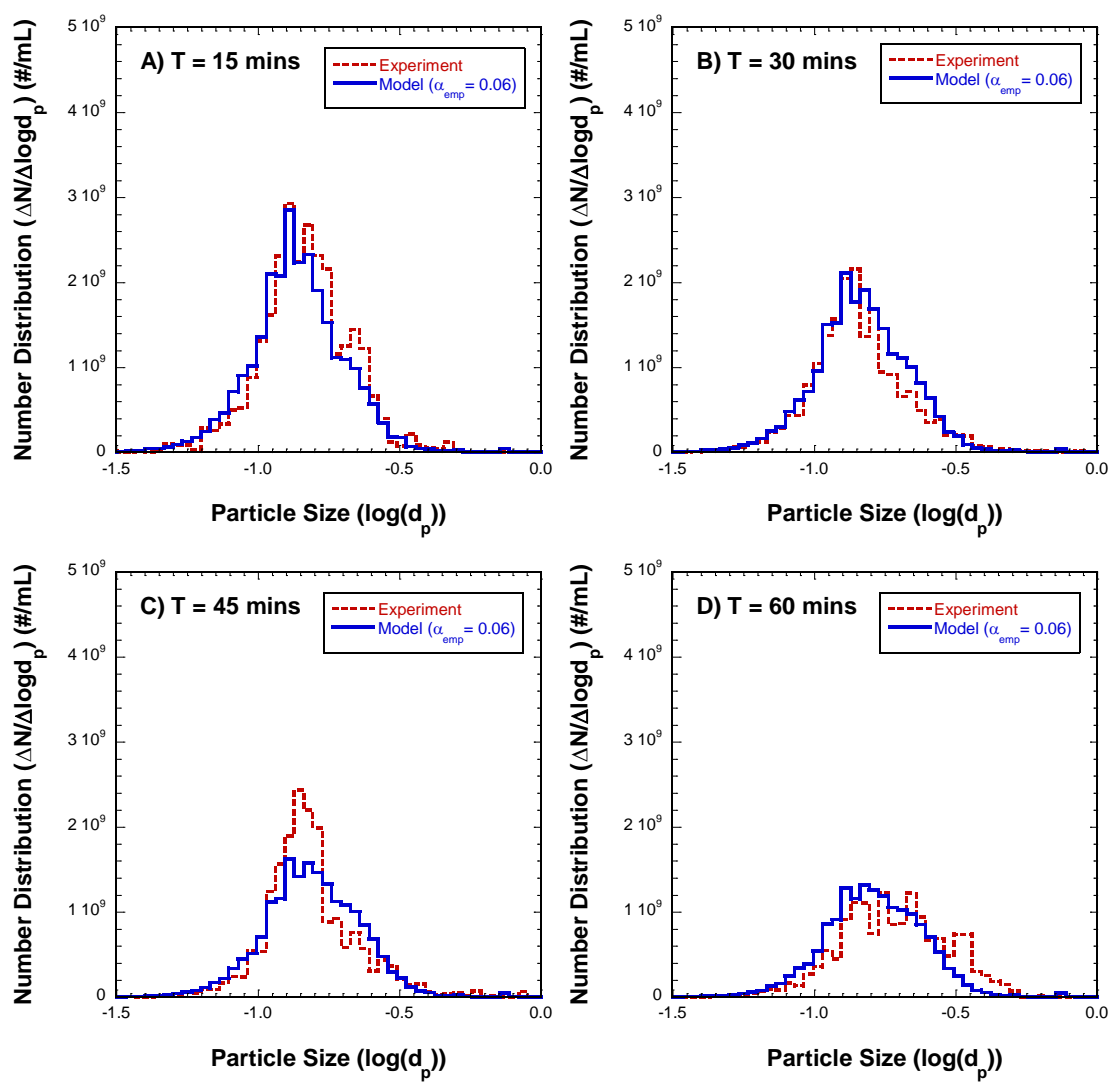 A) T = 15 mins
Experiment
Model (α_emp= 0.06)
Number Distribution (ΔN/Δlogd_p) (#/mL)
5 10⁹
4 10⁹
3 10⁹
2 10⁹
1 10⁹
0
-1.5 -1.0 -0.5 0.0
Particle Size (log(d_p))
B) T = 30 mins
Experiment
Model (α_emp= 0.06)
Number Distribution (ΔN/Δlogd_p) (#/mL)
5 10⁹
4 10⁹
3 10⁹
2 10⁹
1 10⁹
0
-1.5 -1.0 -0.5 0.0
Particle Size (log(d_p))
C) T = 45 mins
Experiment
Model (α_emp= 0.06)
Number Distribution (ΔN/Δlogd_p) (#/mL)
5 10⁹
4 10⁹
3 10⁹
2 10⁹
1 10⁹
0
-1.5 -1.0 -0.5 0.0
Particle Size (log(d_p))
D) T = 60 mins
Experiment
Model (α_emp= 0.06)
Number Distribution (ΔN/Δlogd_p) (#/mL)
5 10⁹
4 10⁹
3 10⁹
2 10⁹
1 10⁹
0
-1.5 -1.0 -0.5 0.0
Particle Size (log(d_p))